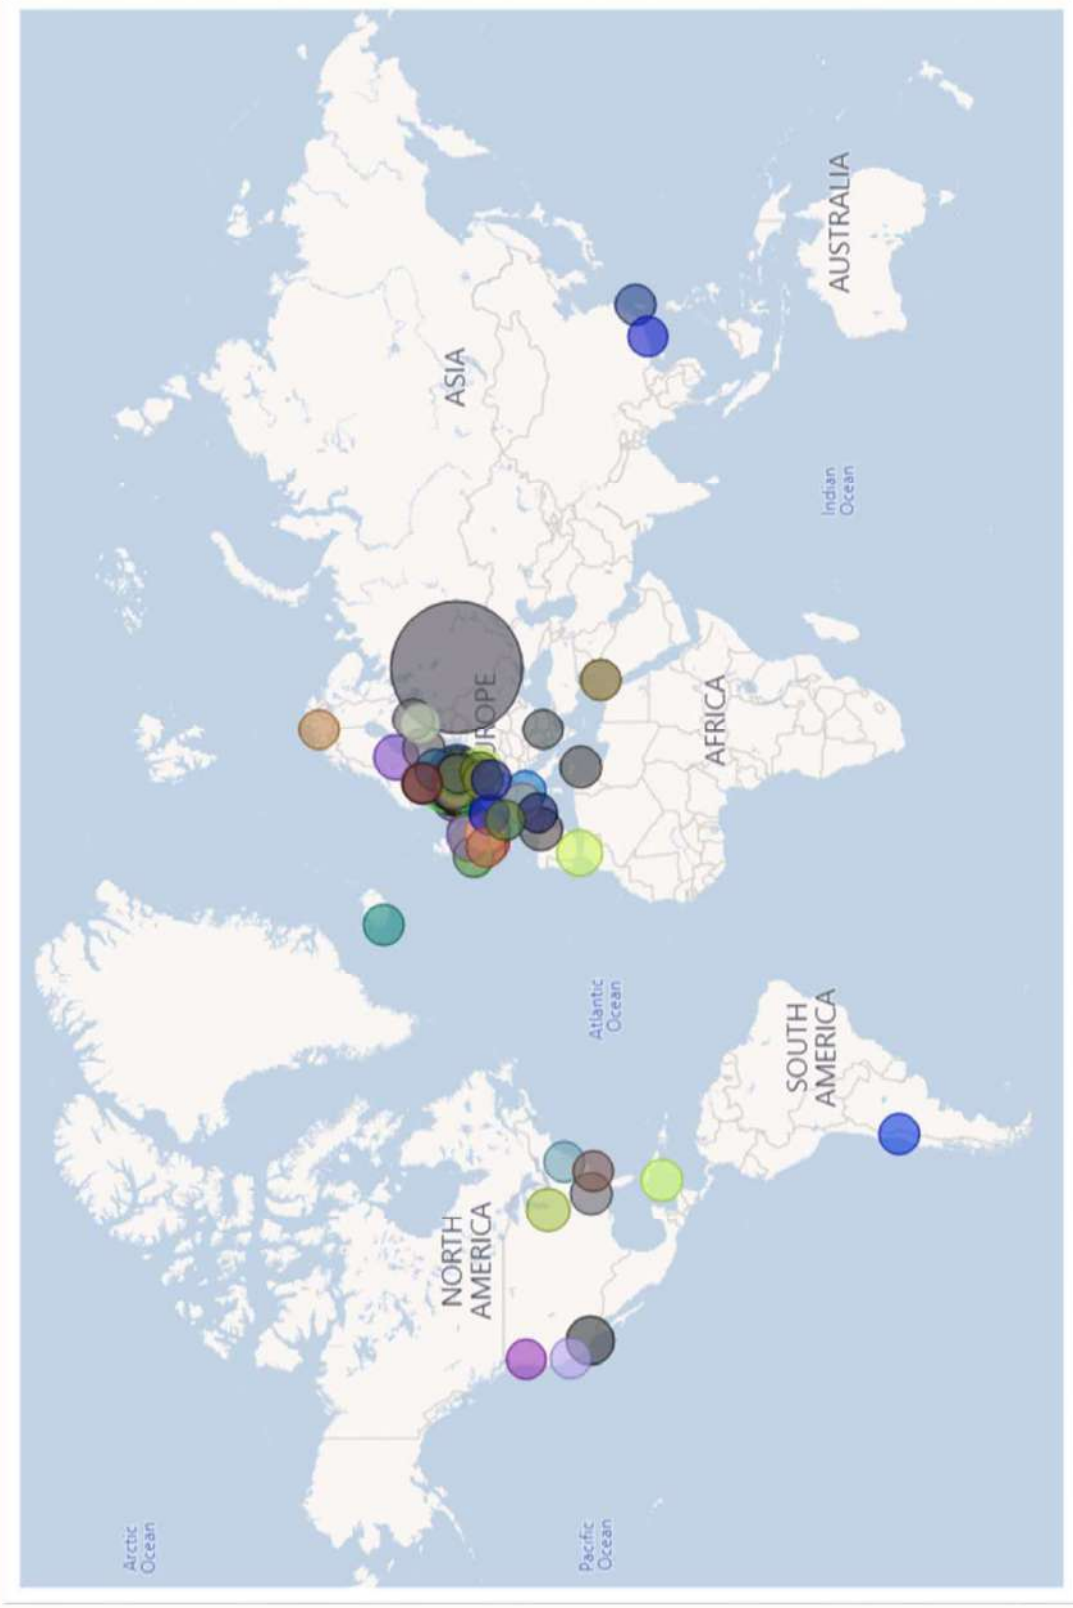 Arctic
Ocean
NORTH
AMERICA
Pacific
Ocean
Atlantic
Ocean
SOUTH
AMERICA
UROPE
AFRICA
ASIA
Indian
Ocean
AUSTRALIA